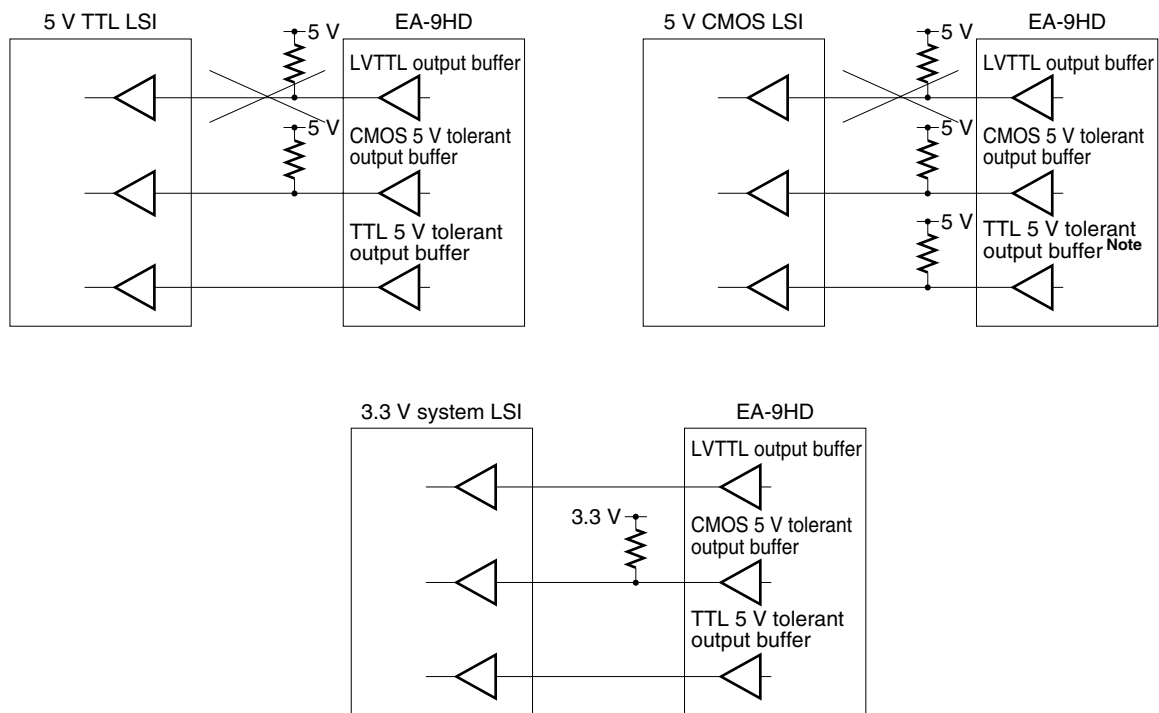 5 V TTL LSI
EA-9HD
5 V
LVTTL output buffer
5 V
CMOS 5 V tolerant
output buffer
TTL 5 V tolerant
output buffer
5 V CMOS LSI
EA-9HD
5 V
LVTTL output buffer
5 V
CMOS 5 V tolerant
output buffer
5 V
TTL 5 V tolerant
output buffer Note
3.3 V system LSI
EA-9HD
LVTTL output buffer
3.3 V
CMOS 5 V tolerant
output buffer
TTL 5 V tolerant
output buffer